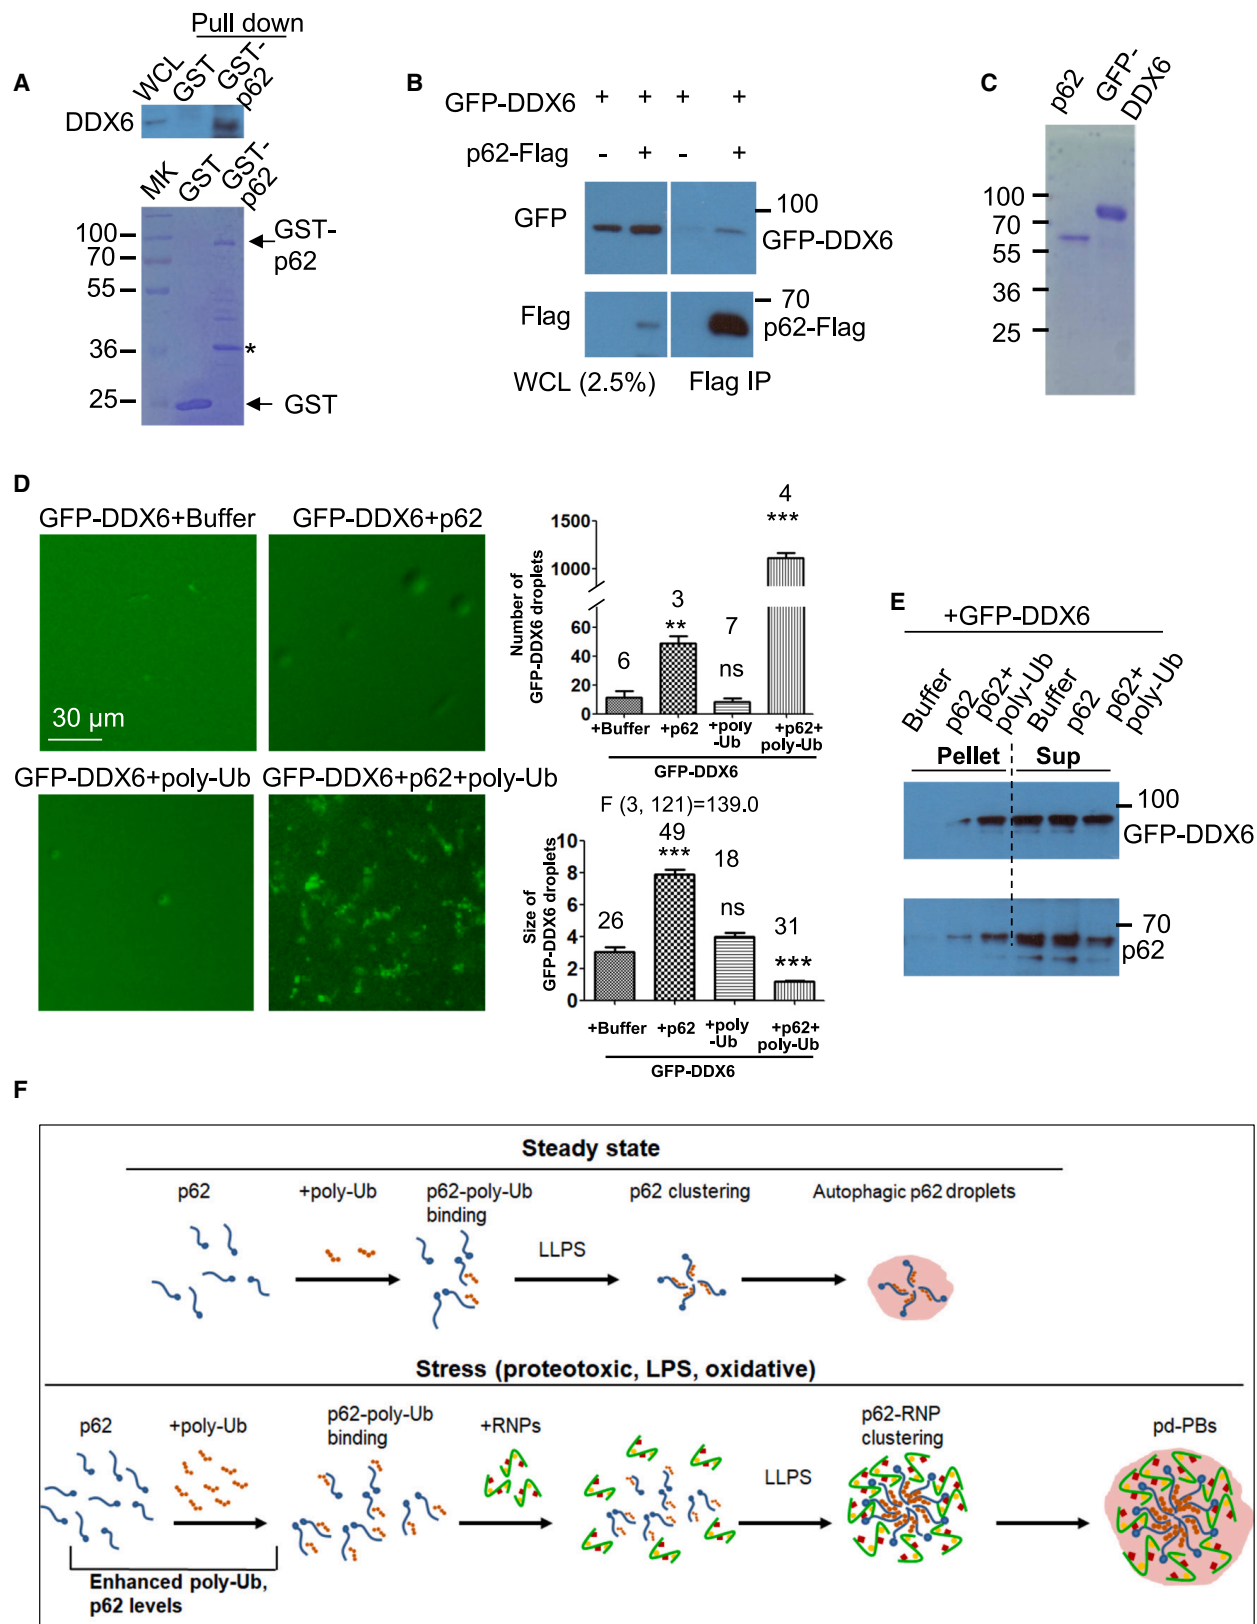 A
Pull down
WCL
GST
GST-
p62
DDX6
MK
GST
GST-
p62
100
70
55
36
25
GST-
p62
*
GST
B
GFP-DDX6 + + + +
p62-Flag - + - +
GFP
100
GFP-DDX6
Flag
70
p62-Flag
WCL (2.5%) Flag IP
C
p62
GFP-
DDX6
100
70
55
36
25
D
GFP-DDX6+Buffer
GFP-DDX6+p62
30 µm
GFP-DDX6+poly-Ub
GFP-DDX6+p62+poly-Ub
Number of
GFP-DDX6 droplets
1500
1000
60
40
20
0
6
3
**
7
ns
4
***
+Buffer
+p62
+poly
-Ub
+p62+
poly-Ub
GFP-DDX6
F (3, 121)=139.0
Size of
GFP-DDX6 droplets
10
8
6
4
2
0
26
49
***
18
ns
31
***
+Buffer
+p62
+poly
-Ub
+p62+
poly-Ub
GFP-DDX6
E
+GFP-DDX6
Buffer
p62
p62+
poly-Ub
Buffer
p62
p62+
poly-Ub
Pellet
Sup
100
GFP-DDX6
70
p62
F
Steady state
p62
+poly-Ub
p62-poly-Ub
binding
LLPS
p62 clustering
Autophagic p62 droplets
Stress (proteotoxic, LPS, oxidative)
p62
+poly-Ub
p62-poly-Ub
binding
+RNPs
LLPS
p62-RNP
clustering
pd-PBs
Enhanced poly-Ub,
p62 levels